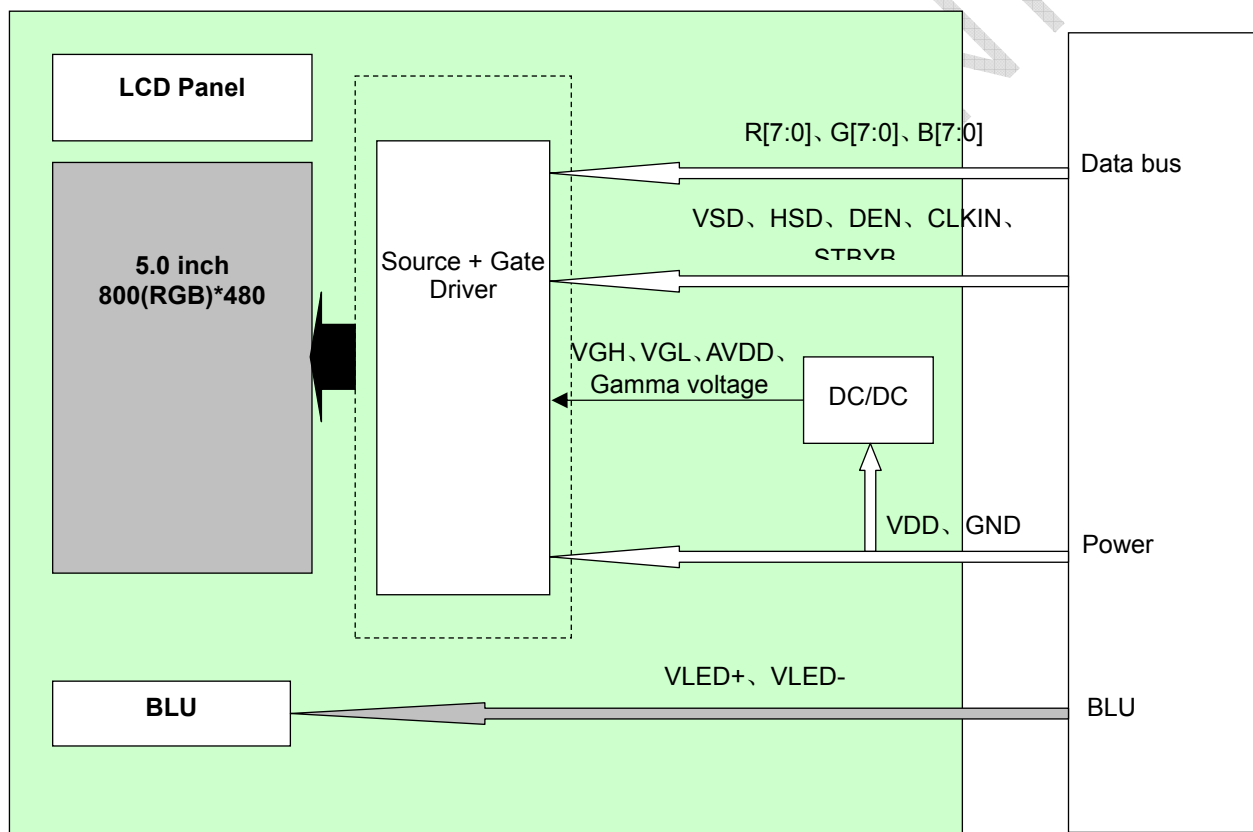 LCD Panel
R[7:0]、G[7:0]、B[7:0]
Data bus
VSD、HSD、DEN、CLKIN、
5.0 inch
800(RGB)*480
Source + Gate
Driver
VGH、VGL、AVDD、
Gamma voltage
DC/DC
VDD、GND
Power
VLED+、VLED-
BLU
BLU